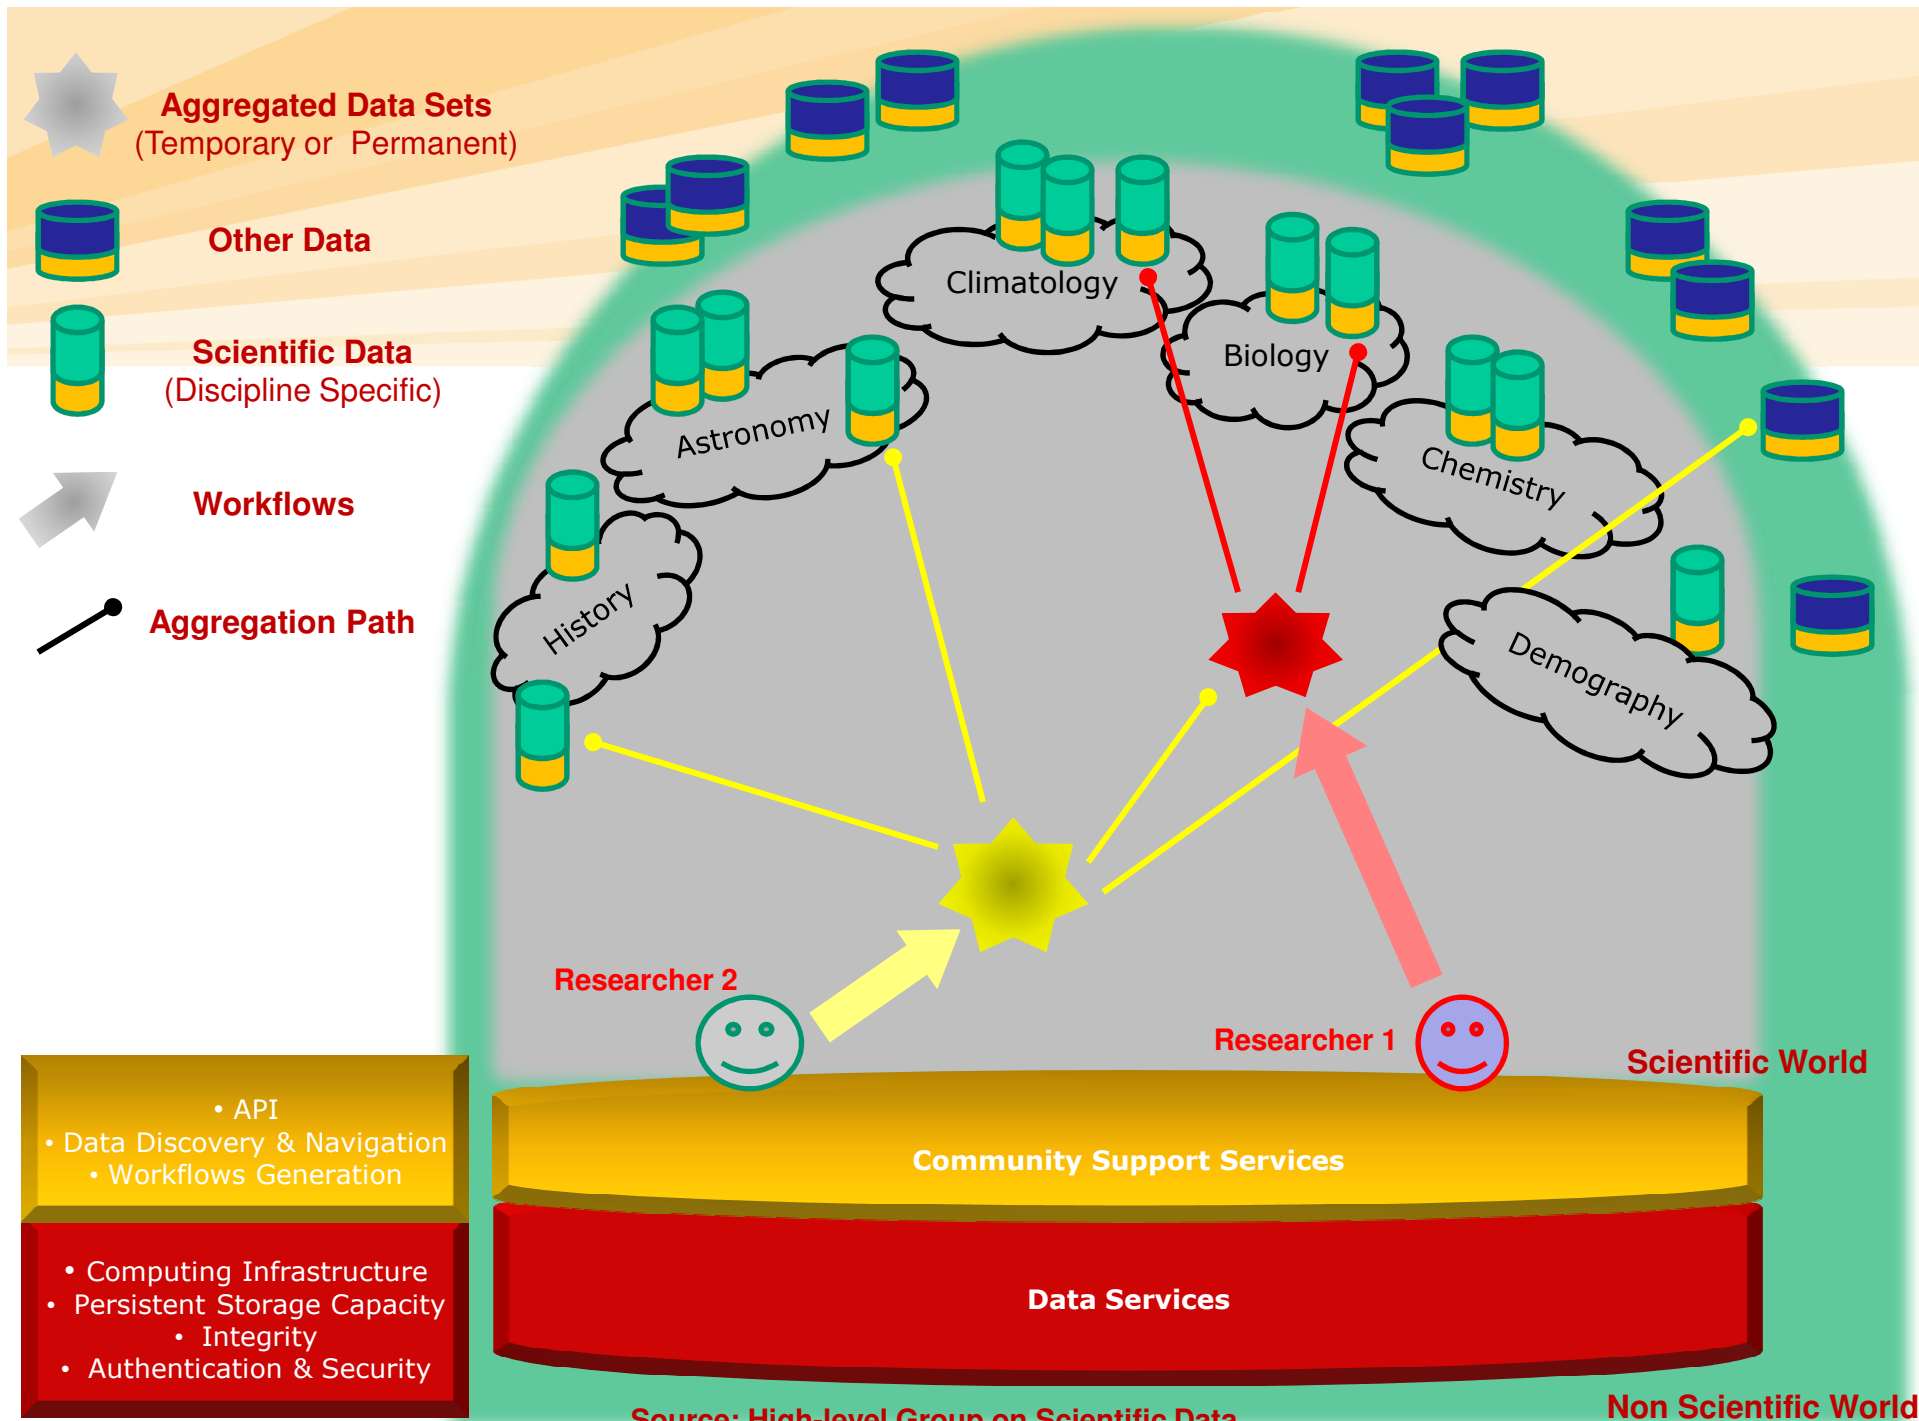 Aggregated Data Sets
(Temporary or Permanent)
Other Data
Scientific Data
(Discipline Specific)
Workflows
Aggregation Path
Climatology
Biology
Astronomy
Chemistry
History
Demography
Researcher 2
Researcher 1
Scientific World
• API
• Data Discovery & Navigation
• Workflows Generation
Community Support Services
• Computing Infrastructure
• Persistent Storage Capacity
• Integrity
• Authentication & Security
Data Services
Non Scientific World
Source: High-level Group on Scientific Data